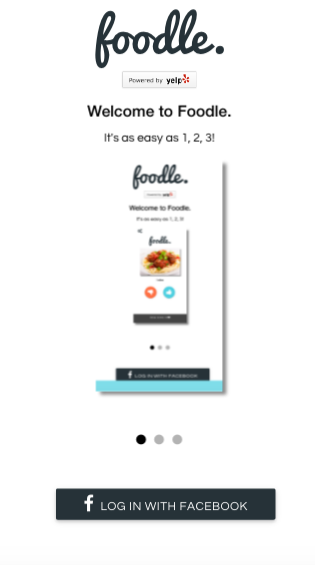 foodle.
Powered by yelp
Welcome to Foodle.
It's as easy as 1, 2, 3!
foodle.
Powered by yelp
Welcome to Foodle.
It's as easy as 1, 2, 3!
foodle.
LOG IN WITH FACEBOOK
f LOG IN WITH FACEBOOK